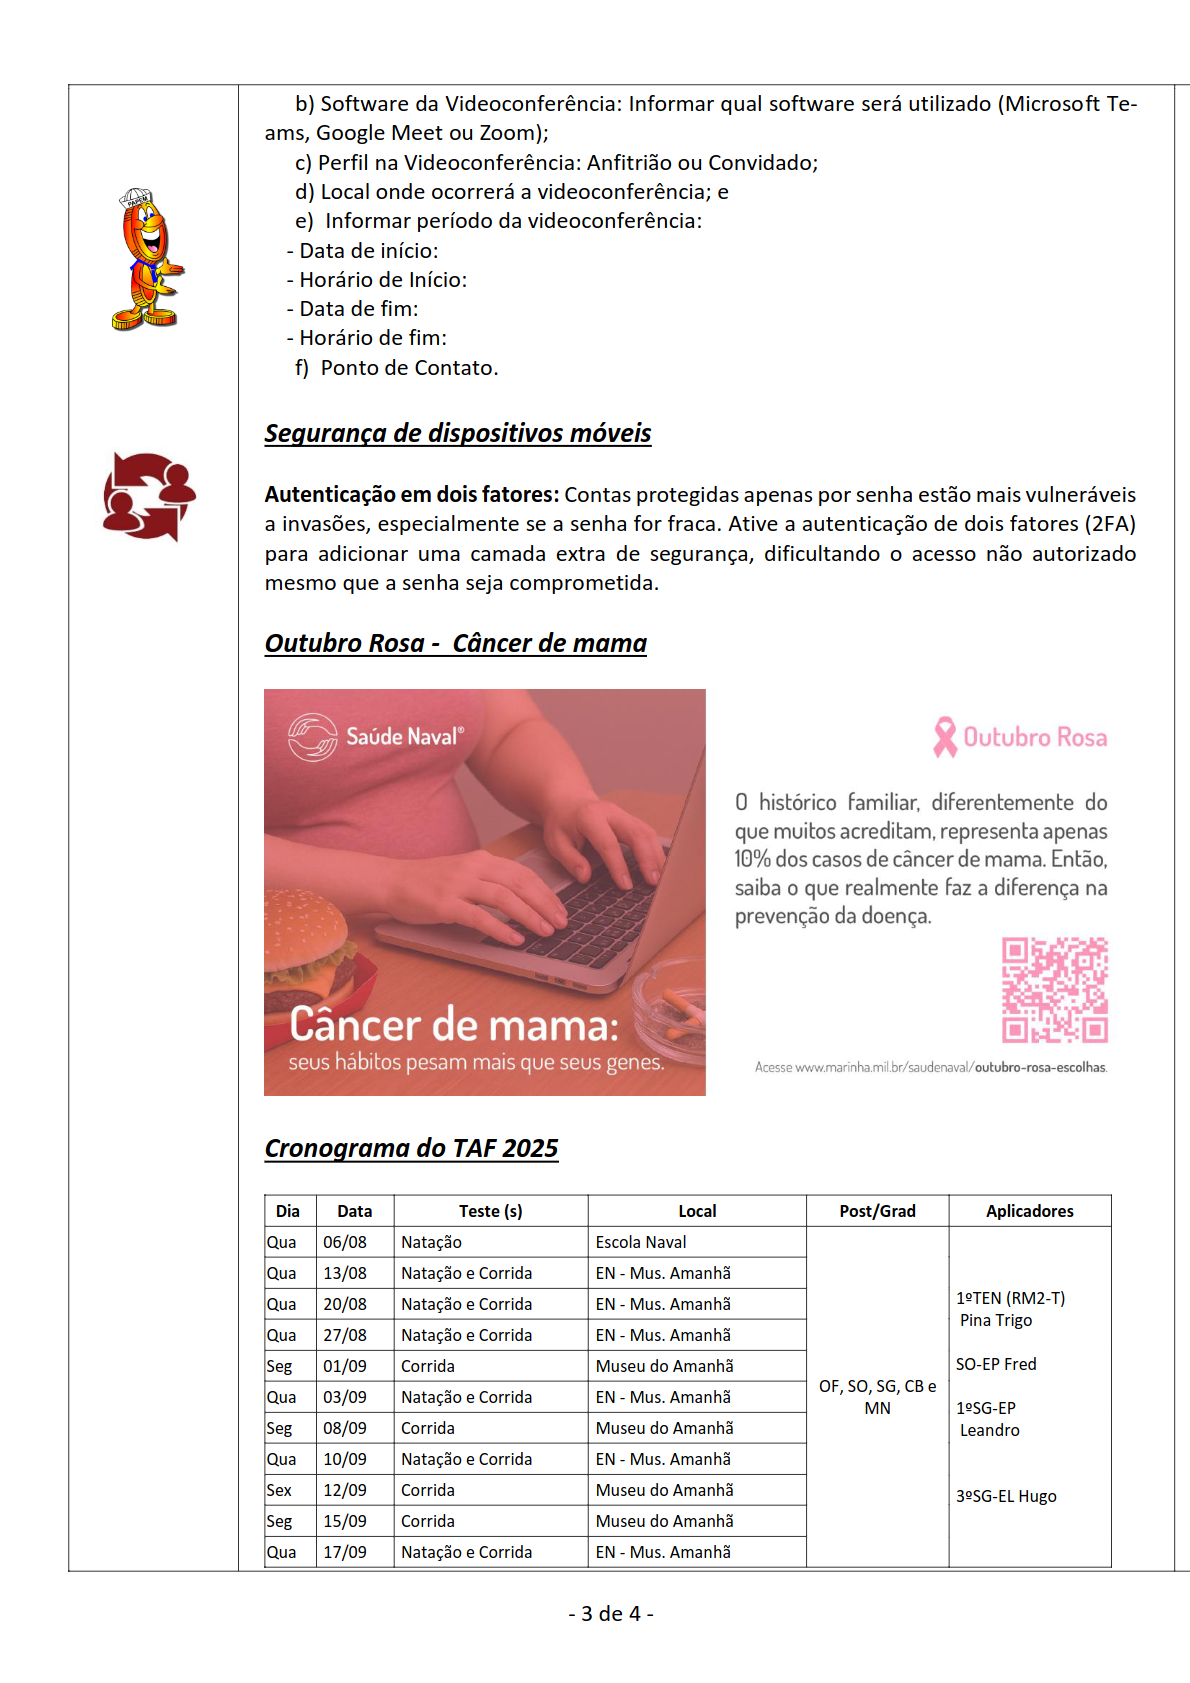 b) Software da Videoconferência: Informar qual software será utilizado (Microsoft Te-
ams, Google Meet ou Zoom);
c) Perfil na Videoconferência: Anfitrião ou Convidado;
d) Local onde ocorrerá a videoconferência; e
e) Informar período da videoconferência:
- Data de início:
- Horário de Início:
- Data de fim:
- Horário de fim:
f) Ponto de Contato.
PAPEM
Segurança de dispositivos móveis
Autenticação em dois fatores: Contas protegidas apenas por senha estão mais vulneráveis
a invasões, especialmente se a senha for fraca. Ative a autenticação de dois fatores (2FA)
para adicionar uma camada extra de segurança, dificultando o acesso não autorizado
mesmo que a senha seja comprometida.
Outubro Rosa - Câncer de mama
Saúde Naval®
Câncer de mama:
seus hábitos pesam mais que seus genes.
Outubro Rosa
O histórico familiar, diferentemente do
que muitos acreditam, representa apenas
10% dos casos de câncer de mama. Então,
saiba o que realmente faz a diferença na
prevenção da doença.
Acesse www.marinha.mil.br/saudenaval/outubro-rosa-escolhas.
Cronograma do TAF 2025
Dia Data Teste (s) Local Post/Grad Aplicadores
Qua 06/08 Natação Escola Naval
Qua 13/08 Natação e Corrida EN - Mus. Amanhã
Qua 20/08 Natação e Corrida EN - Mus. Amanhã
Qua 27/08 Natação e Corrida EN - Mus. Amanhã
Seg 01/09 Corrida Museu do Amanhã
Qua 03/09 Natação e Corrida EN - Mus. Amanhã
Seg 08/09 Corrida Museu do Amanhã
Qua 10/09 Natação e Corrida EN - Mus. Amanhã
Sex 12/09 Corrida Museu do Amanhã
Seg 15/09 Corrida Museu do Amanhã
Qua 17/09 Natação e Corrida EN - Mus. Amanhã
OF, SO, SG, CB e
MN
1ºTEN (RM2-T)
Pina Trigo
SO-EP Fred
1ºSG-EP
Leandro
3ºSG-EL Hugo
- 3 de 4 -